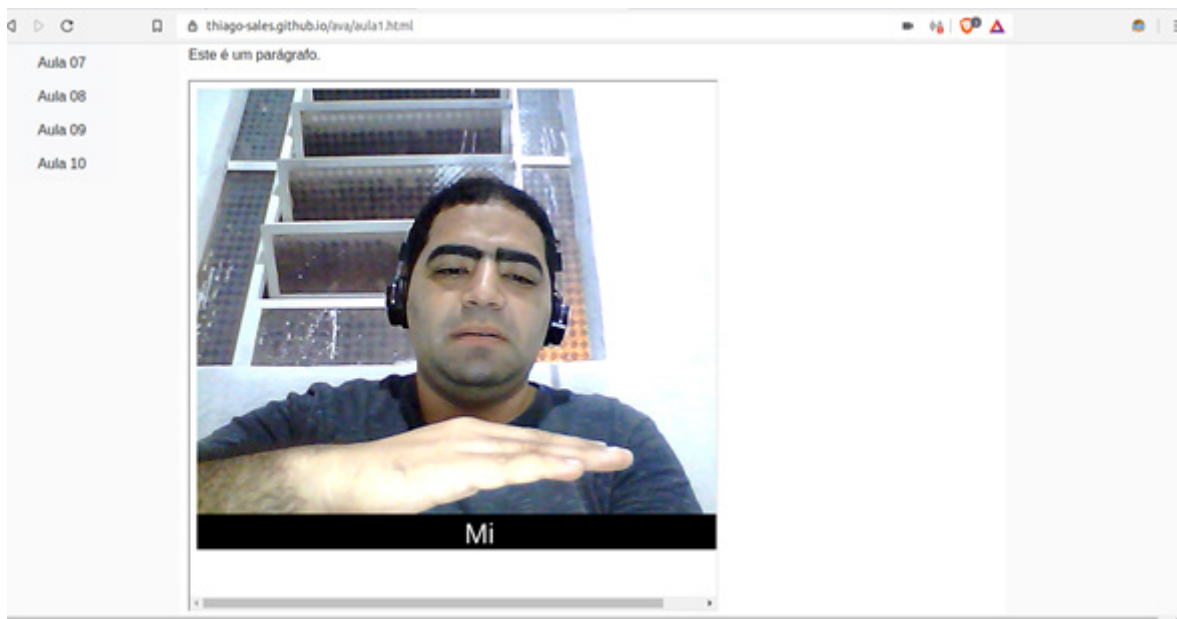 thiago-sales.github.io/ava/aula1.html
Aula 07
Aula 08
Aula 09
Aula 10
Este é um parágrafo.
Mi